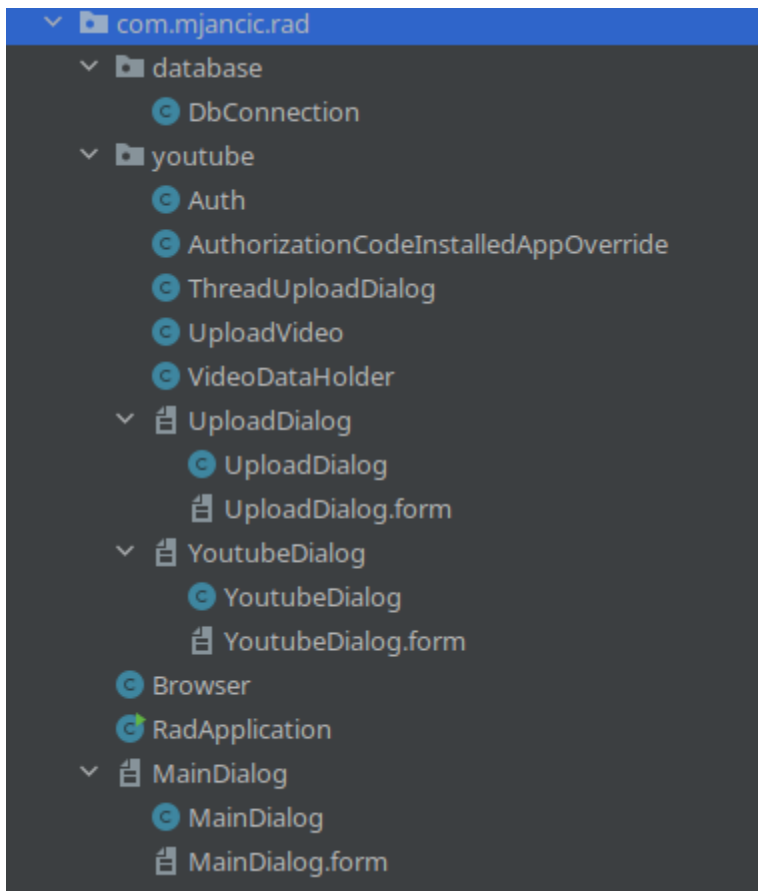 com.mjancic.rad
database
DbConnection
youtube
Auth
AuthorizationCodeInstalledAppOverride
ThreadUploadDialog
UploadVideo
VideoDataHolder
UploadDialog
UploadDialog
UploadDialog.form
YoutubeDialog
YoutubeDialog
YoutubeDialog.form
Browser
RadApplication
MainDialog
MainDialog
MainDialog.form